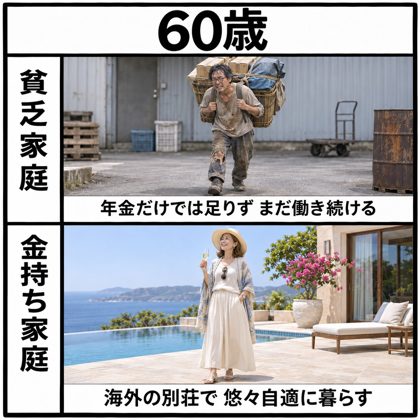 60歳
貧乏家庭
年金だけでは足りず まだ働き続ける
金持ち家庭
海外の別荘で 悠々自適に暮らす